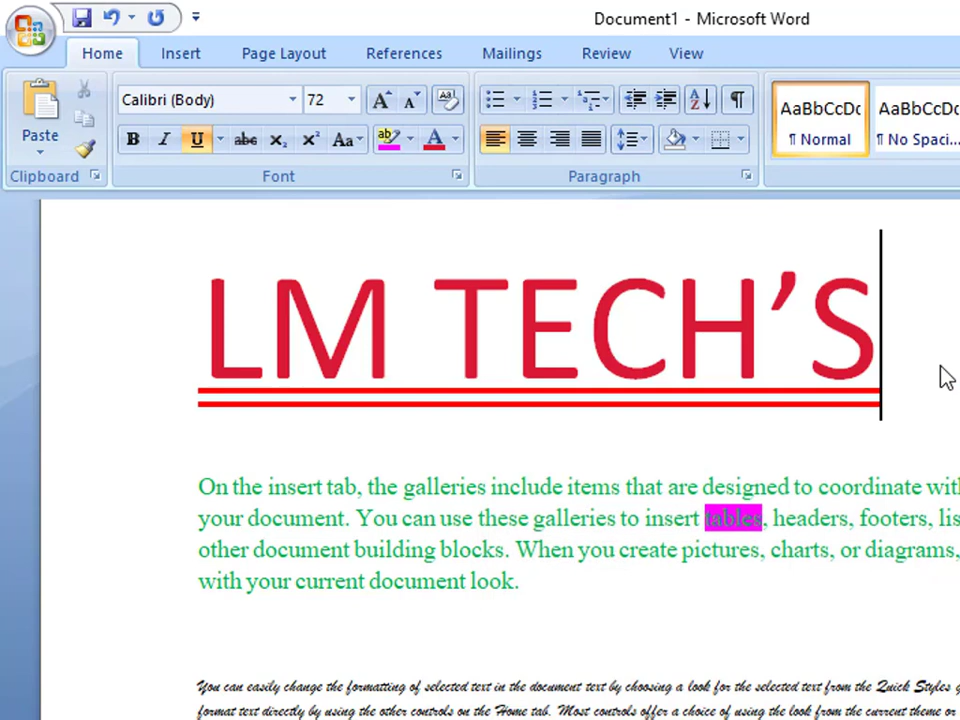 Document1 - Microsoft Word
Home Insert Page Layout References Mailings Review View
Calibri (Body) 72
AaBbCcDc AaBbCcDc
Paste
B I U abc X₂ X² Aa ab A
¶ Normal ¶ No Spaci...
Clipboard Font Paragraph
LM TECH’S
On the insert tab, the galleries include items that are designed to coordinate with
your document. You can use these galleries to insert tables, headers, footers, lis
other document building blocks. When you create pictures, charts, or diagrams,
with your current document look.
You can easily change the formatting of selected text in the document text by choosing a look for the selected text from the Quick Styles g
format text directly by using the other controls on the Home tab. Most controls offer a choice of using the look from the current theme or